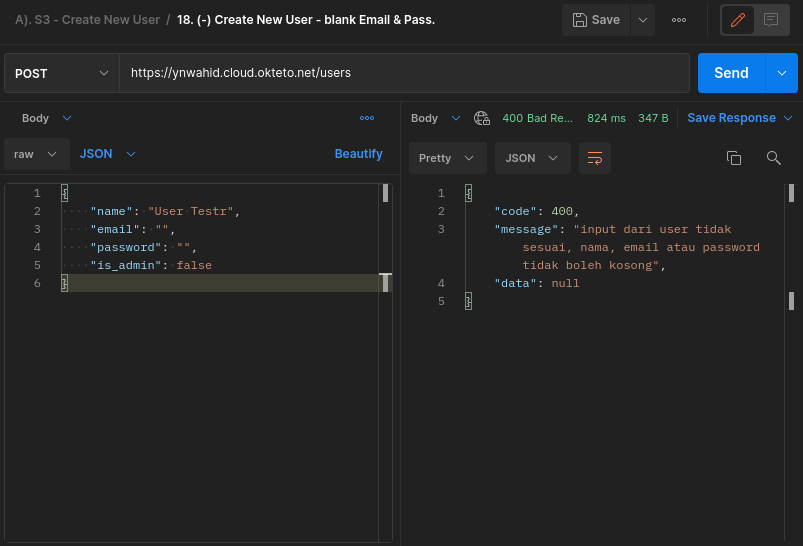 A). S3 - Create New User / 18. (-) Create New User - blank Email & Pass.
Save
POST
https://ynwahid.cloud.okteto.net/users
Send
Body
raw
JSON
Beautify
1 {
2 "name": "User Testr",
3 "email": "",
4 "password": "",
5 "is_admin": false
6 }
Body
400 Bad Re...
824 ms
347 B
Save Response
Pretty
JSON
1 {
2 "code": 400,
3 "message": "input dari user tidak
sesuai, nama, email atau password
tidak boleh kosong",
4 "data": null
5 }